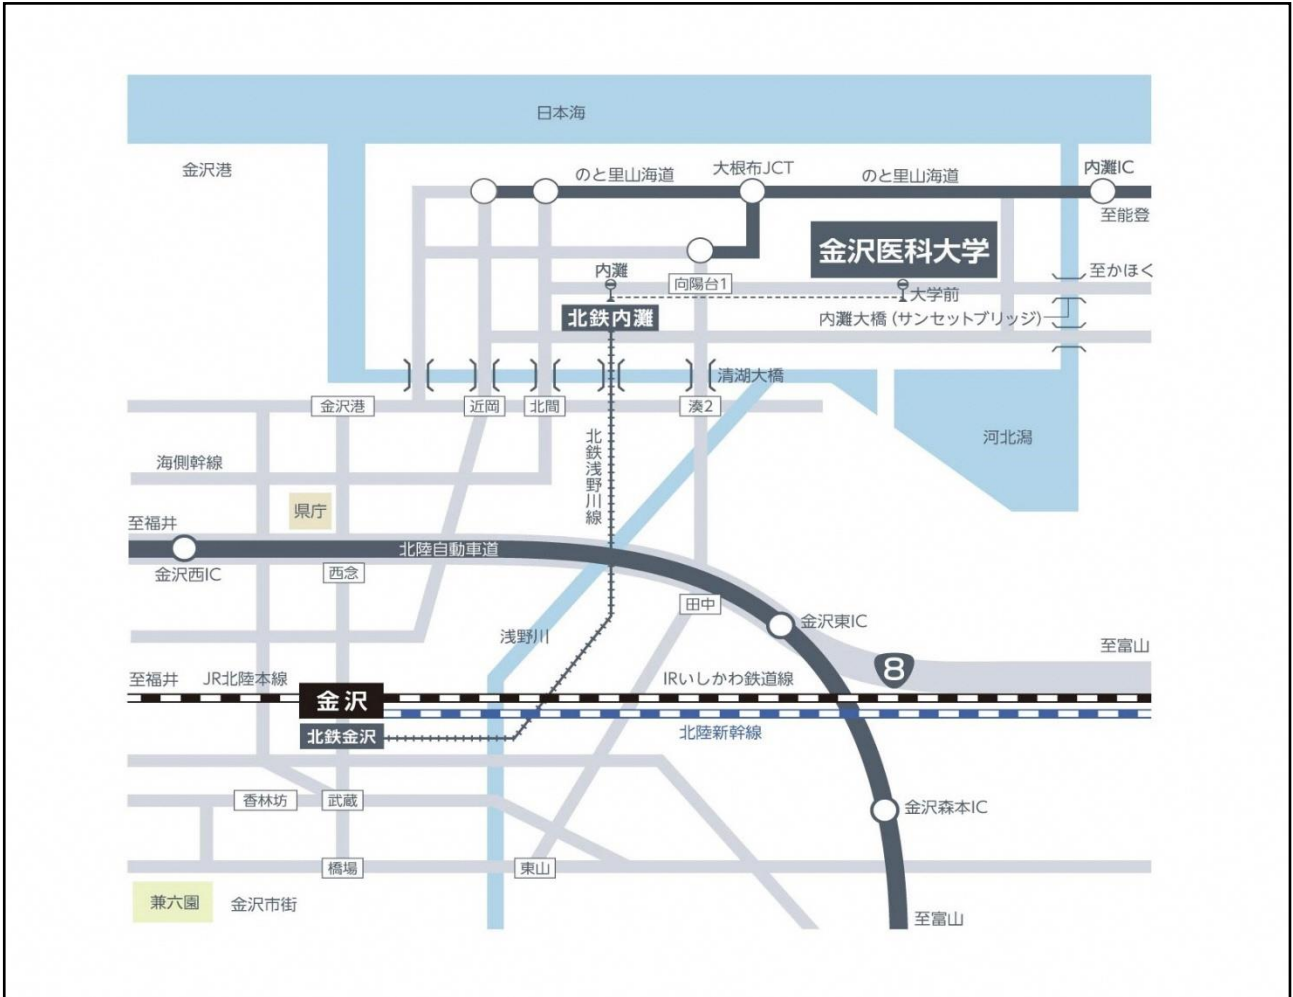 日本海
金沢港
のと里山海道
大根布JCT
のと里山海道
内灘IC
至能登
金沢医科大学
内灘
向陽台1
大学前
至かほく
北鉄内灘
内灘大橋(サンセットブリッジ)
清湖大橋
金沢港
近岡
北間
湊2
北鉄浅野川線
河北潟
海側幹線
県庁
至福井
北陸自動車道
金沢西IC
西念
田中
金沢東IC
浅野川
至富山
至福井
JR北陸本線
IRいしかわ鉄道線
8
金沢
北鉄金沢
北陸新幹線
香林坊
武蔵
金沢森本IC
橋場
東山
兼六園
金沢市街
至富山